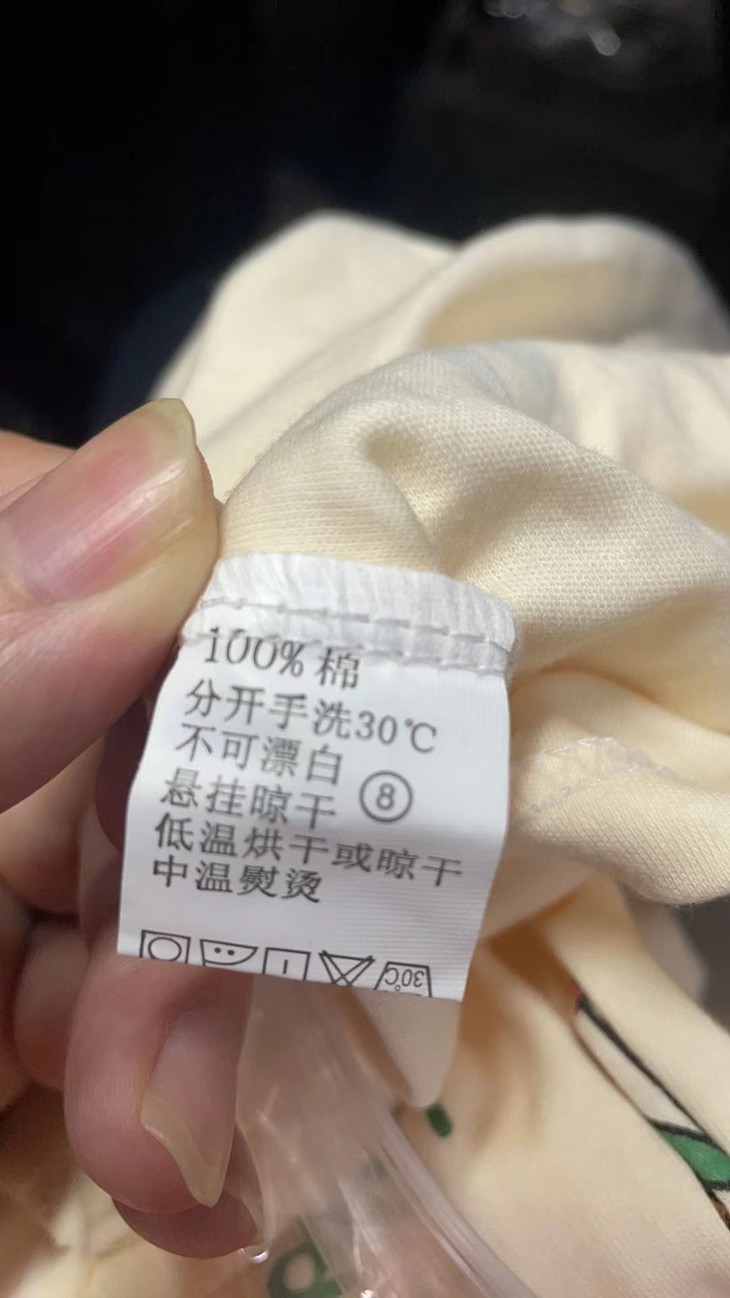 100% 棉
分开手洗30℃
不可漂白
⑧
悬挂晾干
低温烘干或晾干
中温熨烫
30℃